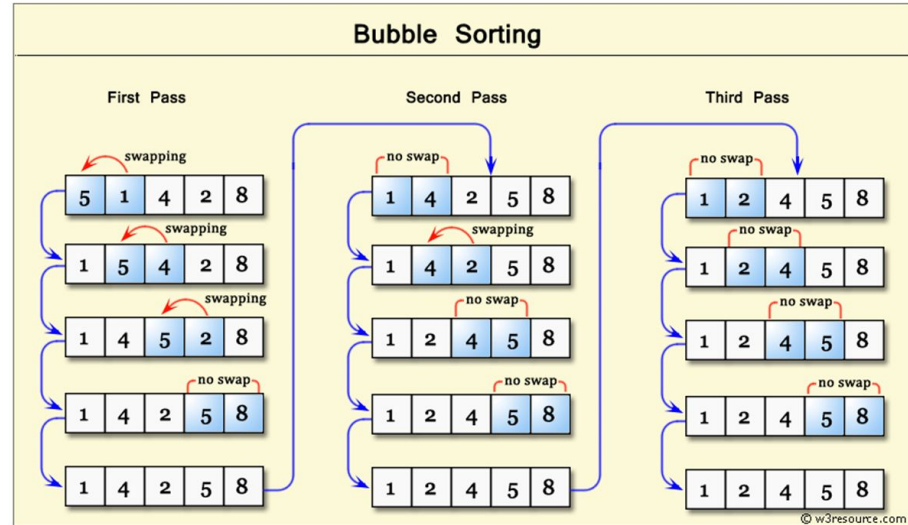 Bubble Sorting
First Pass
swapping
5 1 4 2 8
swapping
1 5 4 2 8
swapping
1 4 5 2 8
no swap
1 4 2 5 8
1 4 2 5 8
Second Pass
no swap
1 4 2 5 8
swapping
1 4 2 5 8
no swap
1 2 4 5 8
no swap
1 2 4 5 8
1 2 4 5 8
Third Pass
no swap
1 2 4 5 8
no swap
1 2 4 5 8
no swap
1 2 4 5 8
no swap
1 2 4 5 8
1 2 4 5 8
© w3resource.com